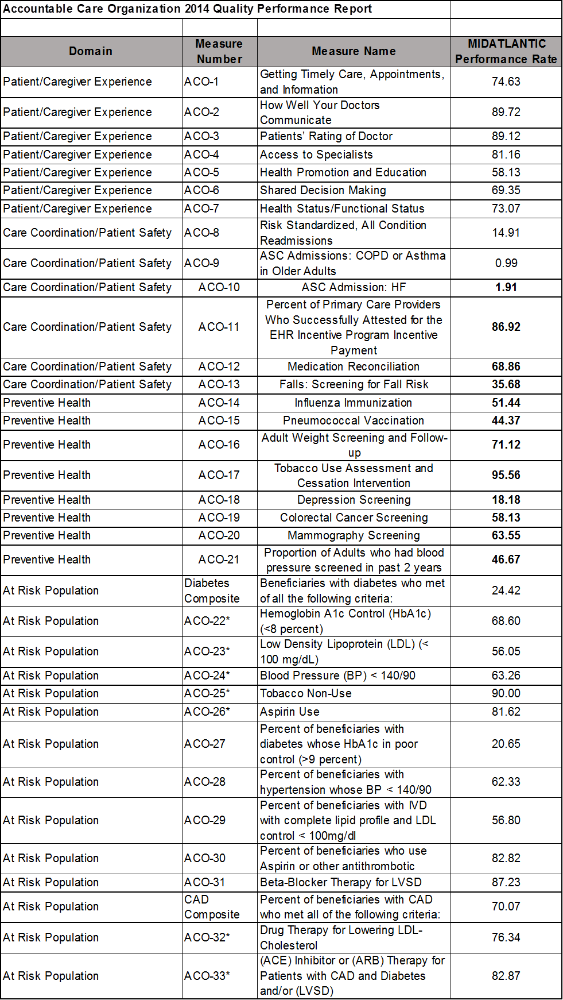 Accountable Care Organization 2014 Quality Performance Report
Domain Measure Number Measure Name MIDATLANTIC Performance Rate
Patient/Caregiver Experience ACO-1 Getting Timely Care, Appointments, and Information 74.63
Patient/Caregiver Experience ACO-2 How Well Your Doctors Communicate 89.72
Patient/Caregiver Experience ACO-3 Patients’ Rating of Doctor 89.12
Patient/Caregiver Experience ACO-4 Access to Specialists 81.16
Patient/Caregiver Experience ACO-5 Health Promotion and Education 58.13
Patient/Caregiver Experience ACO-6 Shared Decision Making 69.35
Patient/Caregiver Experience ACO-7 Health Status/Functional Status 73.07
Care Coordination/Patient Safety ACO-8 Risk Standardized, All Condition Readmissions 14.91
Care Coordination/Patient Safety ACO-9 ASC Admissions: COPD or Asthma in Older Adults 0.99
Care Coordination/Patient Safety ACO-10 ASC Admission: HF 1.91
Care Coordination/Patient Safety ACO-11 Percent of Primary Care Providers Who Successfully Attested for the EHR Incentive Program Incentive Payment 86.92
Care Coordination/Patient Safety ACO-12 Medication Reconciliation 68.86
Care Coordination/Patient Safety ACO-13 Falls: Screening for Fall Risk 35.68
Preventive Health ACO-14 Influenza Immunization 51.44
Preventive Health ACO-15 Pneumococcal Vaccination 44.37
Preventive Health ACO-16 Adult Weight Screening and Follow-up 71.12
Preventive Health ACO-17 Tobacco Use Assessment and Cessation Intervention 95.56
Preventive Health ACO-18 Depression Screening 18.18
Preventive Health ACO-19 Colorectal Cancer Screening 58.13
Preventive Health ACO-20 Mammography Screening 63.55
Preventive Health ACO-21 Proportion of Adults who had blood pressure screened in past 2 years 46.67
At Risk Population Diabetes Composite Beneficiaries with diabetes who met of all the following criteria: 24.42
At Risk Population ACO-22* Hemoglobin A1c Control (HbA1c) (<8 percent) 68.60
At Risk Population ACO-23* Low Density Lipoprotein (LDL) (< 100 mg/dL) 56.05
At Risk Population ACO-24* Blood Pressure (BP) < 140/90 63.26
At Risk Population ACO-25* Tobacco Non-Use 90.00
At Risk Population ACO-26* Aspirin Use 81.62
At Risk Population ACO-27 Percent of beneficiaries with diabetes whose HbA1c in poor control (>9 percent) 20.65
At Risk Population ACO-28 Percent of beneficiaries with hypertension whose BP < 140/90 62.33
At Risk Population ACO-29 Percent of beneficiaries with IVD with complete lipid profile and LDL control < 100mg/dl 56.80
At Risk Population ACO-30 Percent of beneficiaries who use Aspirin or other antithrombotic 82.82
At Risk Population ACO-31 Beta-Blocker Therapy for LVSD 87.23
At Risk Population CAD Composite Percent of beneficiaries with CAD who met all of the following criteria: 70.07
At Risk Population ACO-32* Drug Therapy for Lowering LDL-Cholesterol 76.34
At Risk Population ACO-33* (ACE) Inhibitor or (ARB) Therapy for Patients with CAD and Diabetes and/or (LVSD) 82.87